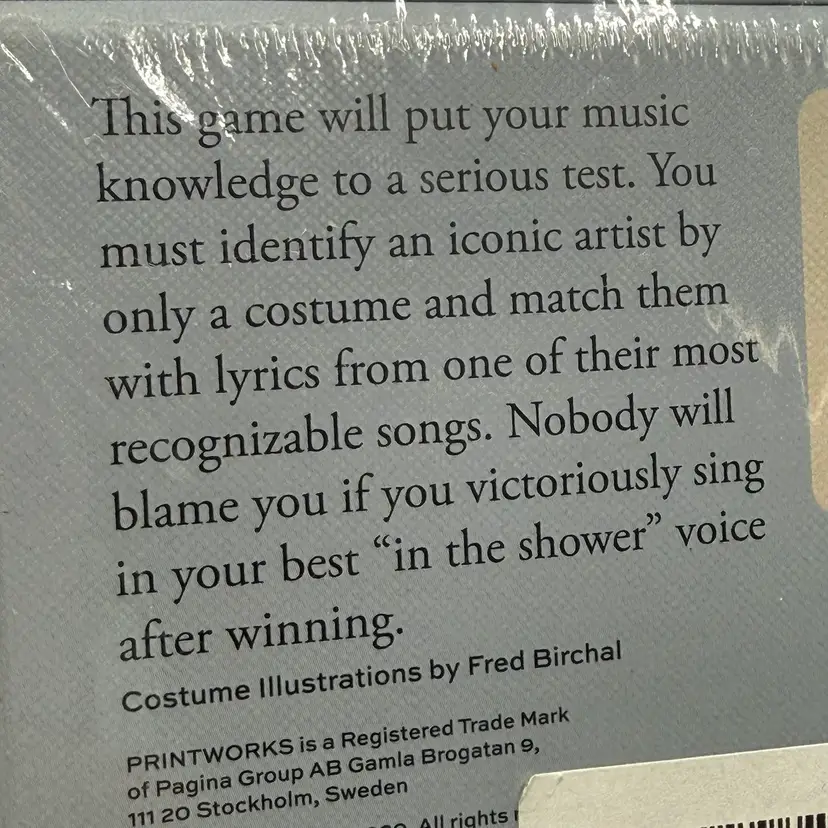 This game will put your music
knowledge to a serious test. You
must identify an iconic artist by
only a costume and match them
with lyrics from one of their most
recognizable songs. Nobody will
blame you if you victoriously sing
in your best “in the shower” voice
after winning.
Costume Illustrations by Fred Birchal
PRINTWORKS is a Registered Trade Mark
of Pagina Group AB Gamla Brogatan 9,
111 20 Stockholm, Sweden
All rights